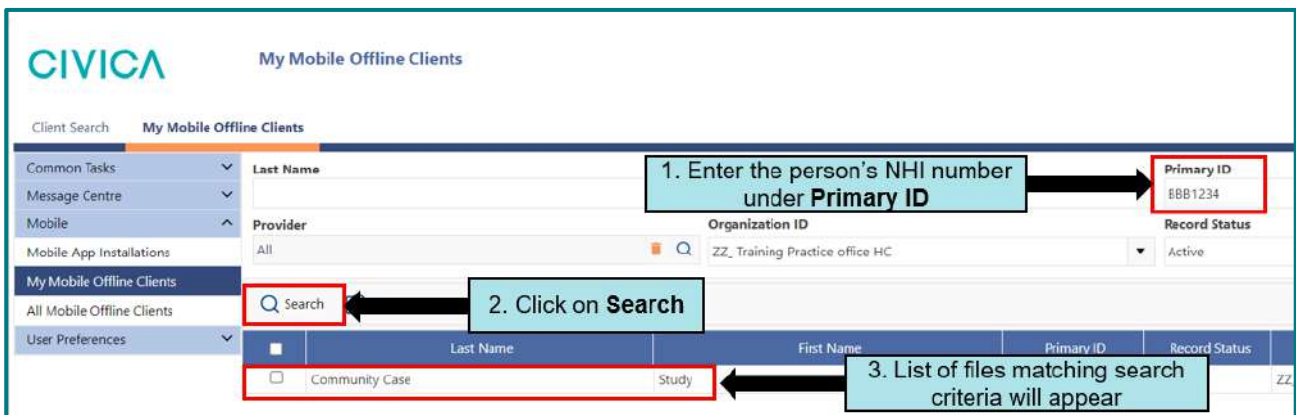 CIVICA
My Mobile Offline Clients
Client Search My Mobile Offline Clients
Common Tasks
Message Centre
Mobile
Mobile App Installations
My Mobile Offline Clients
All Mobile Offline Clients
User Preferences
Last Name
1. Enter the person's NHI number
under Primary ID
Primary ID
BBB1234
Provider
All
Organization ID
ZZ_ Training Practice office HC
Record Status
Active
Search
2. Click on Search
Last Name First Name Primary ID Record Status
Community Case Study
3. List of files matching search
criteria will appear
ZZ_